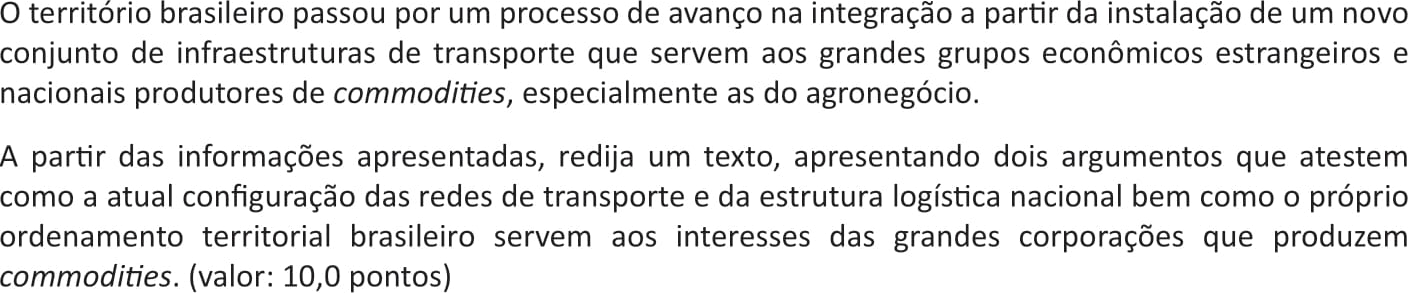 O território brasileiro passou por um processo de avanço na integração a partir da instalação de um novo
conjunto de infraestruturas de transporte que servem aos grandes grupos econômicos estrangeiros e
nacionais produtores de commodities, especialmente as do agronegócio.
A partir das informações apresentadas, redija um texto, apresentando dois argumentos que atestem
como a atual configuração das redes de transporte e da estrutura logística nacional bem como o próprio
ordenamento territorial brasileiro servem aos interesses das grandes corporações que produzem
commodities. (valor: 10,0 pontos)